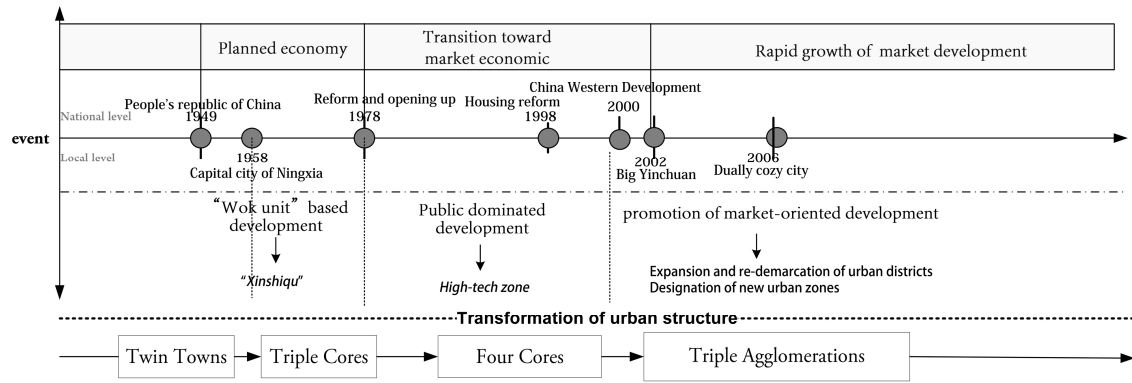 Planned economy
Transition toward
market economic
Rapid growth of market development
China Western Development
People's republic of China
Reform and opening up
Housing reform
National level
1949
1978
1998
2000
event
Local level
1958
2002
2006
Capital city of Ningxia
Big Yinchuan
Dually cozy city
“Wok unit” based
development
Public dominated
development
promotion of market-oriented development
“Xinshiqu”
High-tech zone
Expansion and re-demarcation of urban districts
Designation of new urban zones
Transformation of urban structure
Twin Towns
Triple Cores
Four Cores
Triple Agglomerations